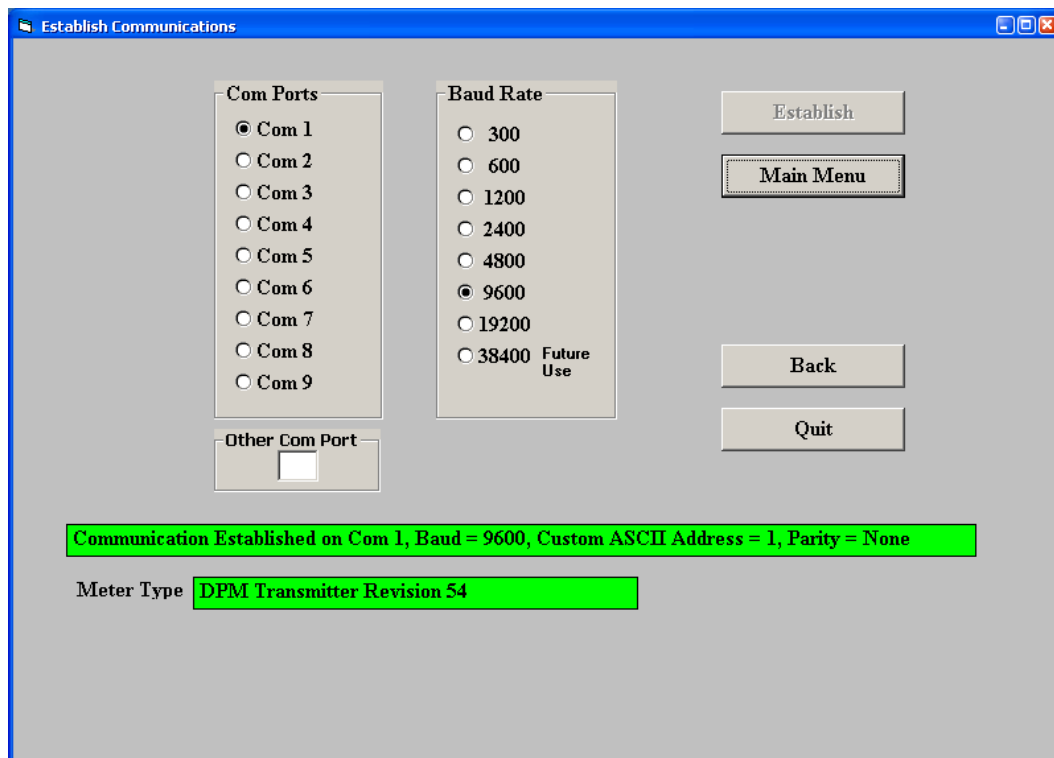 Establish Communications
Com Ports
Com 1
Com 2
Com 3
Com 4
Com 5
Com 6
Com 7
Com 8
Com 9
Other Com Port
Baud Rate
300
600
1200
2400
4800
9600
19200
38400 Future
Use
Establish
Main Menu
Back
Quit
Communication Established on Com 1, Baud = 9600, Custom ASCII Address = 1, Parity = None
Meter Type DPM Transmitter Revision 54